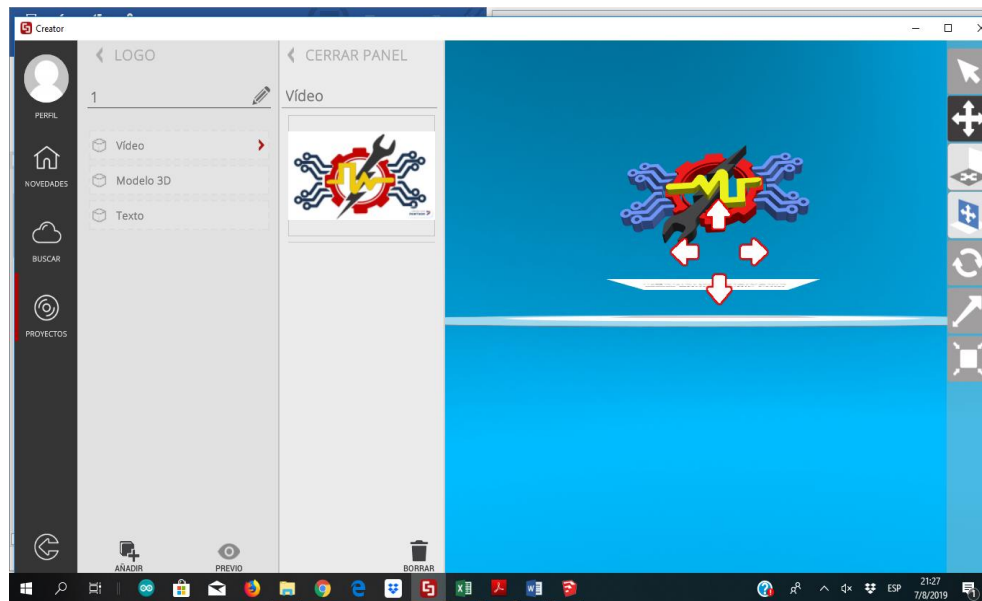 Creator
PERFIL
NOVEDADES
BUSCAR
PROYECTOS
LOGO
1
Vídeo
Modelo 3D
Texto
AÑADIR
PREVIO
CERRAR PANEL
Vídeo
BORRAR
ESP
21:27
7/8/2019